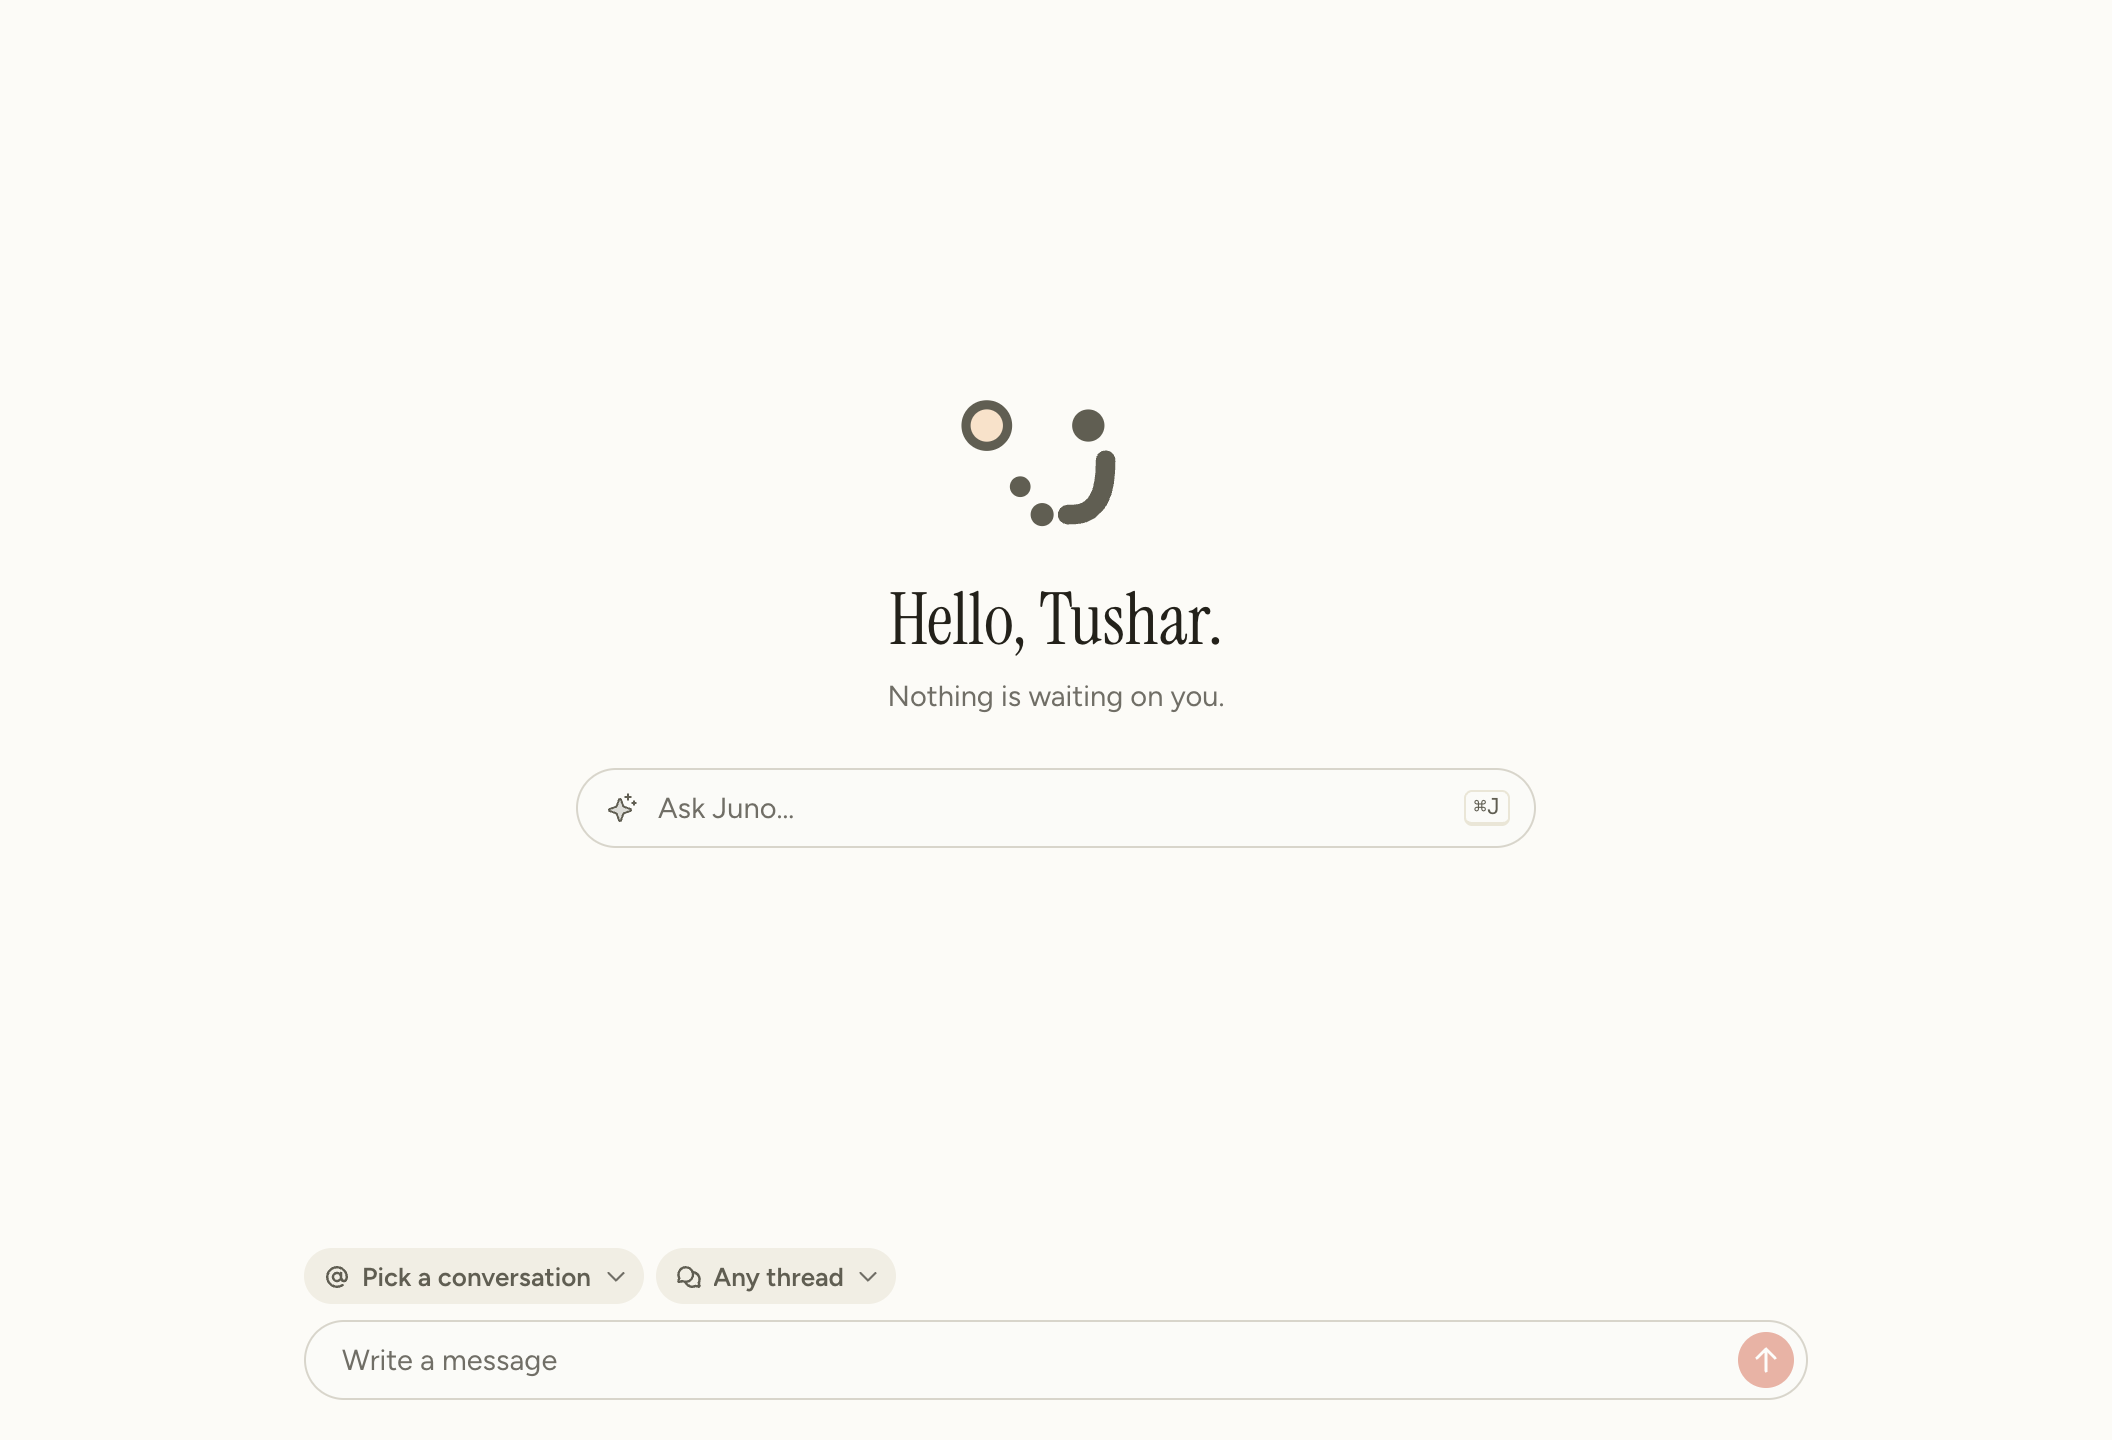 Hello, Tushar.
Nothing is waiting on you.
Ask Juno...
⌘J
@ Pick a conversation
Any thread
Write a message